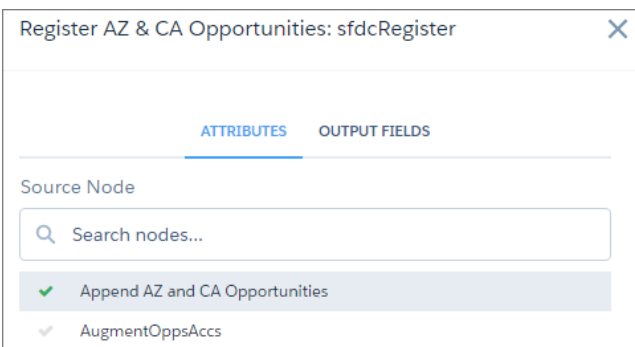 Register AZ & CA Opportunities: sfdcRegister
ATTRIBUTES OUTPUT FIELDS
Source Node
Search nodes...
Append AZ and CA Opportunities
AugmentOppsAccs